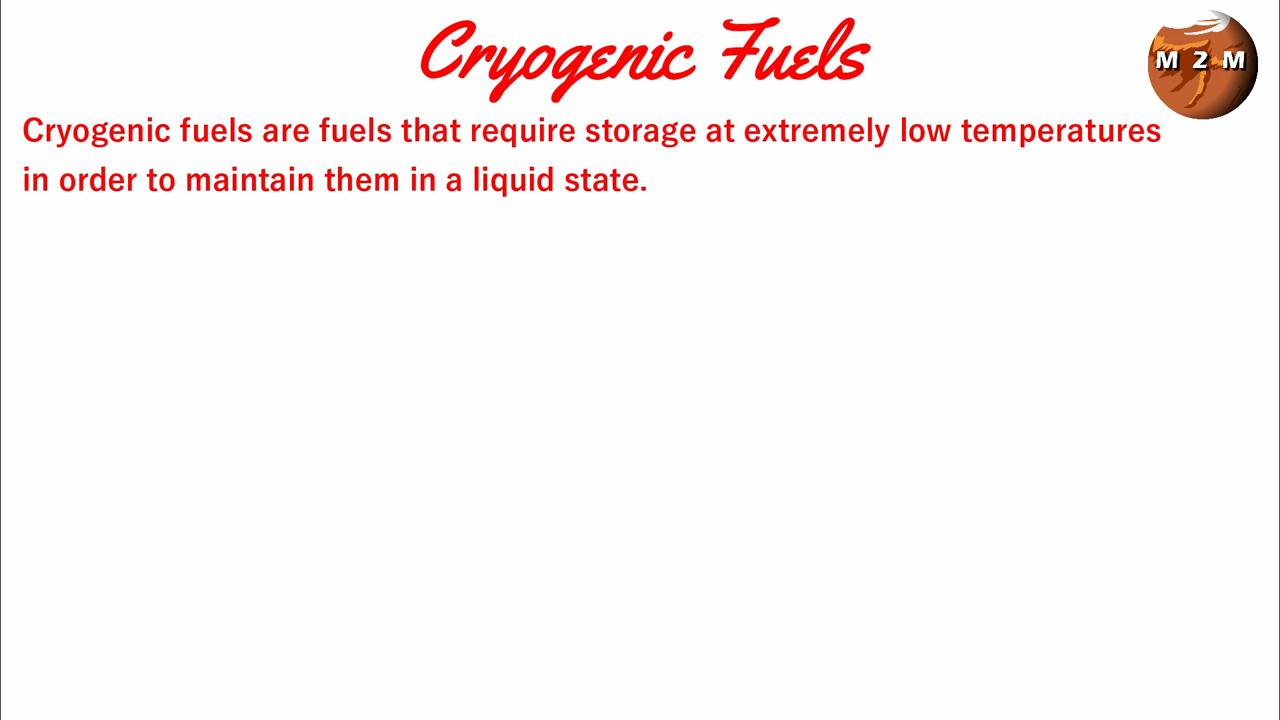 Cryogenic Fuels
M 2 M
Cryogenic fuels are fuels that require storage at extremely low temperatures
in order to maintain them in a liquid state.